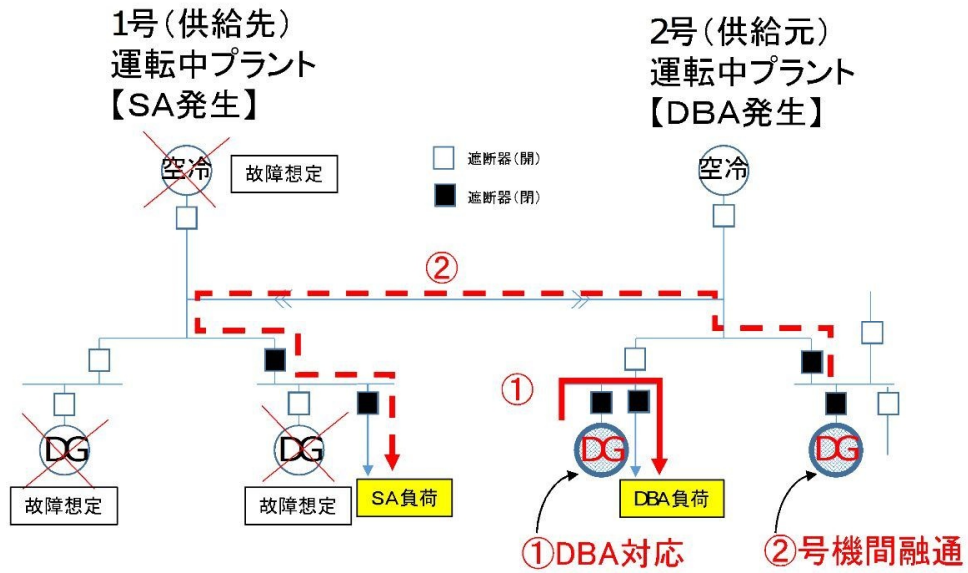 1号(供給先)
運転中プラント
【SA発生】
2号(供給元)
運転中プラント
【DBA発生】
空冷
故障想定
遮断器(開)
遮断器(閉)
空冷
②
①
DG
故障想定
DG
故障想定
SA負荷
DG
DBA負荷
DG
①DBA対応
②号機間融通